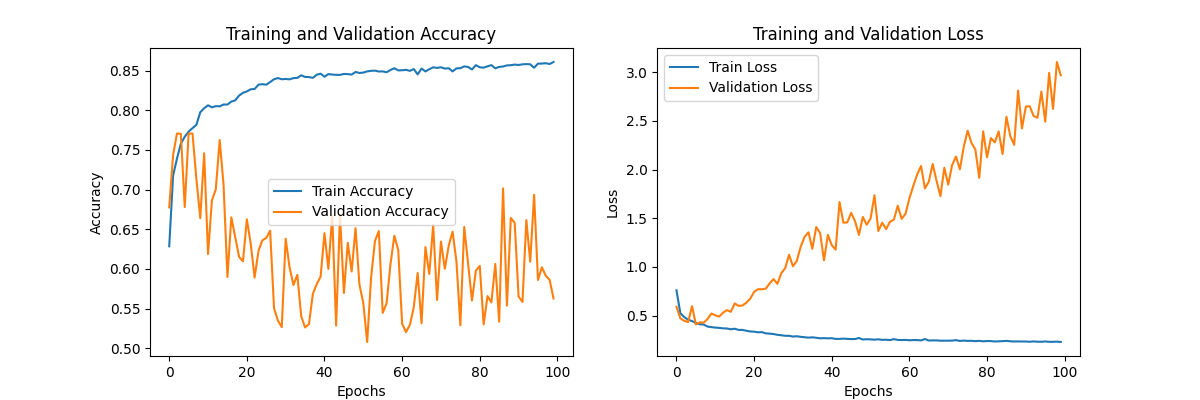 Training and Validation Accuracy
Accuracy
0.85
0.80
0.75
0.70
0.65
0.60
0.55
0.50
Train Accuracy
Validation Accuracy
0 20 40 60 80 100
Epochs
Training and Validation Loss
Loss
3.0
2.5
2.0
1.5
1.0
0.5
Train Loss
Validation Loss
0 20 40 60 80 100
Epochs